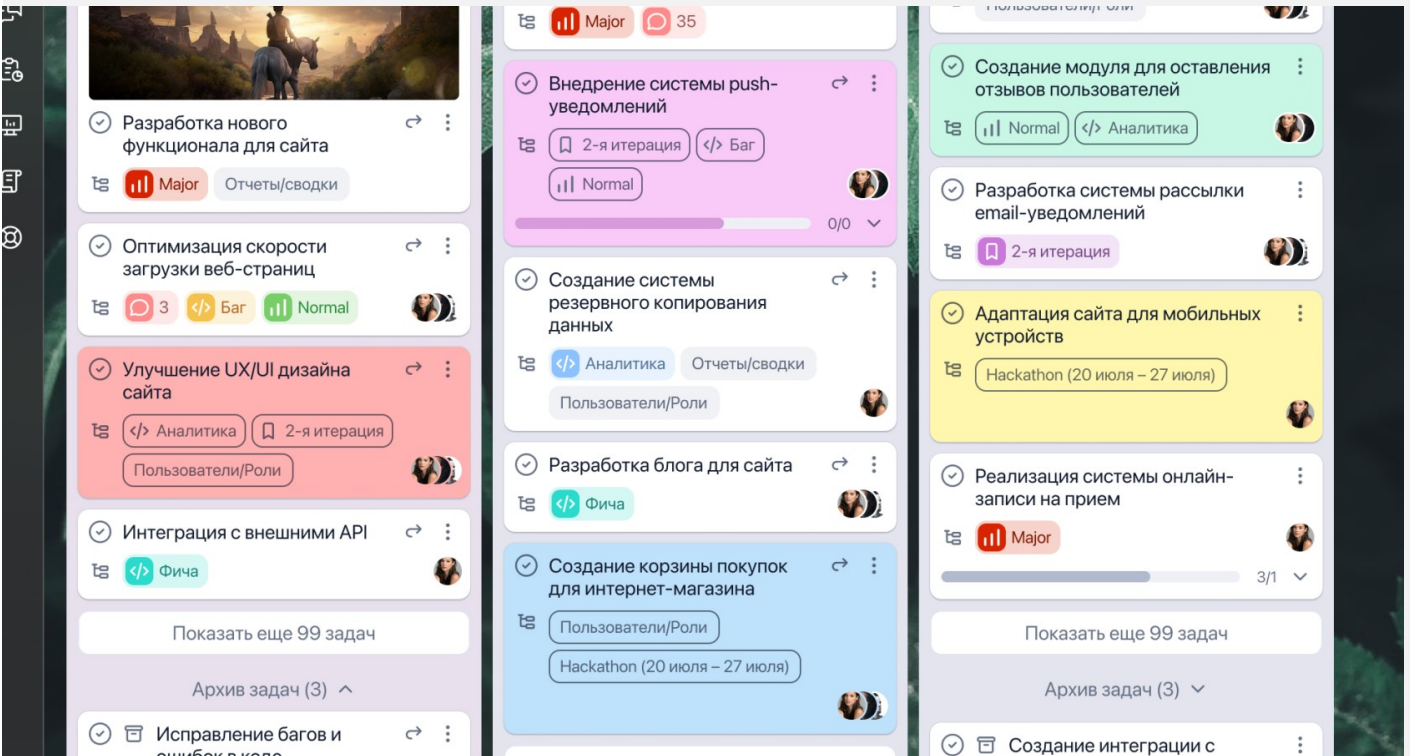 Разработка нового
функционала для сайта
Major Отчеты/сводки
Оптимизация скорости
загрузки веб-страниц
3 Баг Normal
Улучшение UX/UI дизайна
сайта
Аналитика 2-я итерация
Пользователи/Роли
Интеграция с внешними API
Фича
Показать еще 99 задач
Архив задач (3)
Исправление багов и
ошибок в коде
Major 35
Внедрение системы push-
уведомлений
2-я итерация Баг
Normal
0/0
Создание системы
резервного копирования
данных
Аналитика Отчеты/сводки
Пользователи/Роли
Разработка блога для сайта
Фича
Создание корзины покупок
для интернет-магазина
Пользователи/Роли
Hackathon (20 июля – 27 июля)
Пользователи/Роли
Создание модуля для оставления
отзывов пользователей
Normal Аналитика
Разработка системы рассылки
email-уведомлений
2-я итерация
Адаптация сайта для мобильных
устройств
Hackathon (20 июля – 27 июля)
Реализация системы онлайн-
записи на прием
Major
3/1
Показать еще 99 задач
Архив задач (3)
Создание интеграции с